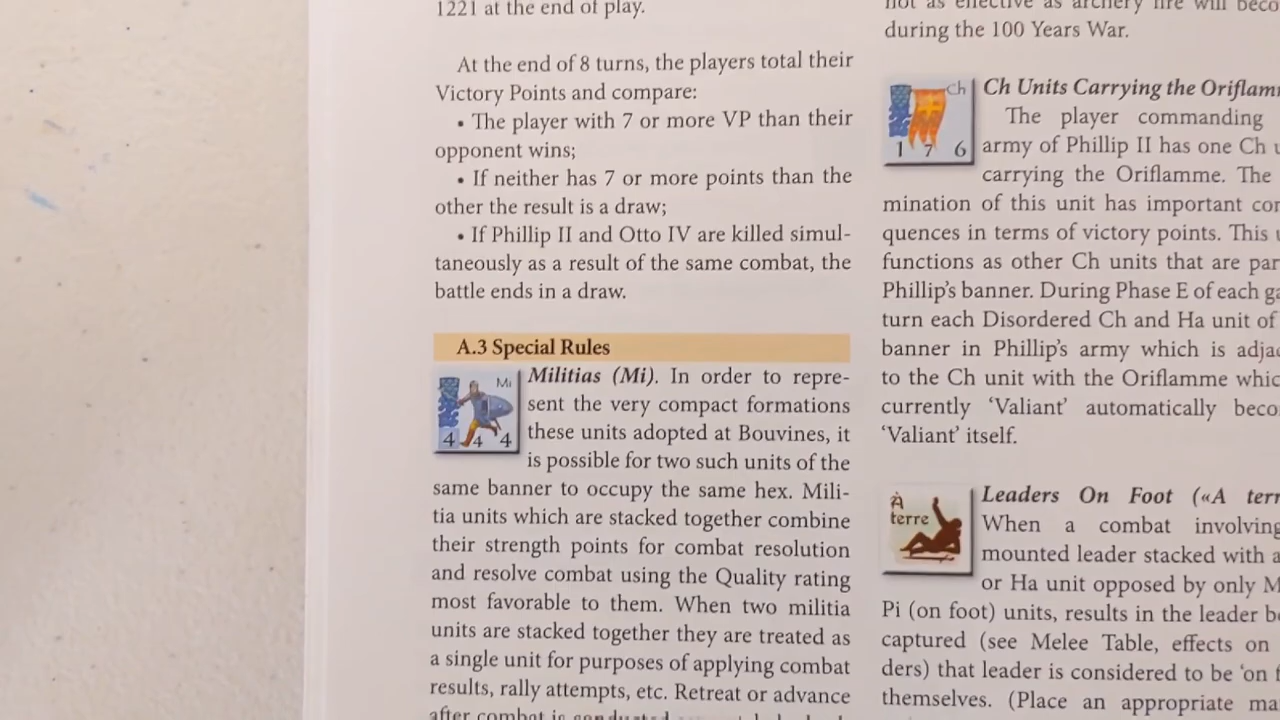 1221 at the end of play.
At the end of 8 turns, the players total their
Victory Points and compare:
• The player with 7 or more VP than their
opponent wins;
• If neither has 7 or more points than the
other the result is a draw;
• If Phillip II and Otto IV are killed simul-
taneously as a result of the same combat, the
battle ends in a draw.
A.3 Special Rules
Mi
4 4 4
Militias (Mi). In order to repre-
sent the very compact formations
these units adopted at Bouvines, it
is possible for two such units of the
same banner to occupy the same hex. Mili-
tia units which are stacked together combine
their strength points for combat resolution
and resolve combat using the Quality rating
most favorable to them. When two militia
units are stacked together they are treated as
a single unit for purposes of applying combat
results, rally attempts, etc. Retreat or advance
after combat is conducted
not as effective as archery fire will
during the 100 Years War.
Ch
1 7 6
Ch Units Carrying the
The player commanding
army of Phillip II has one Ch
carrying the Oriflamme. The
mination of this unit has important
quences in terms of victory points. This
functions as other Ch units that are
Phillip's banner. During Phase E of each
turn each Disordered Ch and Ha unit of
banner in Phillip's army which is
to the Ch unit with the Oriflamme
currently 'Valiant' automatically
'Valiant' itself.
À
terre
Leaders On Foot («A
When a combat involving
mounted leader stacked with a
or Ha unit opposed by only
Pi (on foot) units, results in the leader
captured (see Melee Table, effects on
ders) that leader is considered to be 'on
themselves. (Place an appropriate